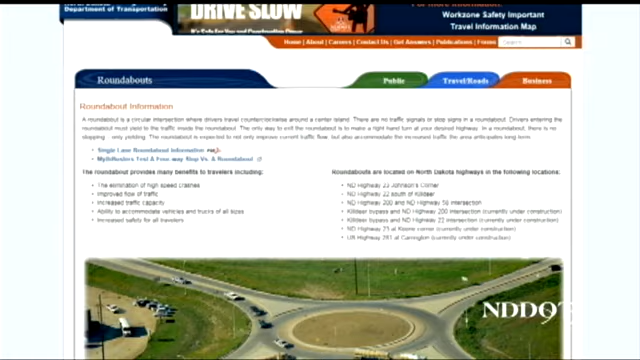 Department of Transportation
DRIVE SLOW
Workzone Safety Important
Travel Information Map
Home | About | Careers | Contact Us | Get Answers | Publications | Forms
Search
Roundabouts
Public
Travel/Roads
Business
Roundabout Information
A roundabout is a circular intersection where drivers travel counterclockwise around a center island. There are no traffic signals or stop signs in a roundabout. Drivers entering the
roundabout must yield to the traffic inside the roundabout. The only way to exit the roundabout is to make a right hand turn at your desired highway. In a roundabout, there is no
stopping - only yielding. The roundabout is expected to not only improve current traffic flow, but also accommodate the increased traffic the area anticipates long term.
• Single Lane Roundabout Information
• Mythbusters Test A Four-way Stop Vs. A Roundabout
The roundabout provides many benefits to travelers including:
• The elimination of high speed crashes
• Improved flow of traffic
• Increased traffic capacity
• Ability to accommodate vehicles and trucks of all sizes
• Increased safety for all travelers
Roundabouts are located on North Dakota highways in the following locations:
• ND Highway 23 Johnson's Corner
• ND Highway 22 south of Killdeer
• ND Highway 200 and ND Highway 58 intersection
• Killdeer bypass and ND Highway 200 intersection (currently under construction)
• Killdeer bypass and ND Highway 22 intersection (currently under construction)
• ND Highway 23 at Keene corner (currently under construction)
• US Highway 281 at Carrington (currently under construction)